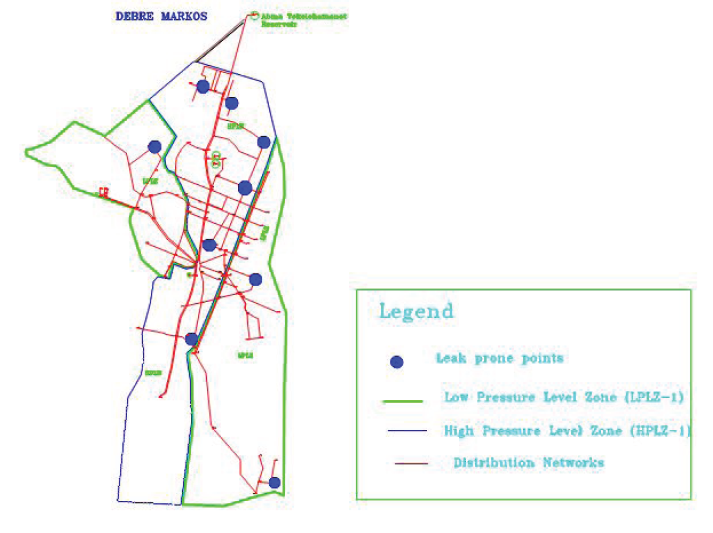 DEBRE MARKOS
Abma Teklehaimanot
Reservoir
Legend
Leak prone points
Low Pressure Level Zone (LPLZ-1)
High Pressure Level Zone (HPLZ-1)
Distribution Networks